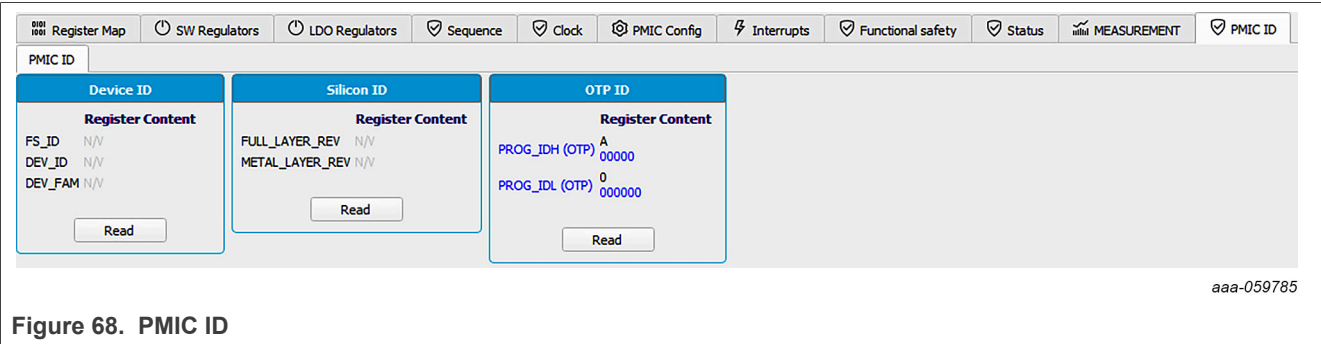 Register Map SW Regulators LDO Regulators Sequence Clock PMIC Config Interrupts Functional safety Status MEASUREMENT PMIC ID
PMIC ID
Device ID
Register Content
FS_ID N/V
DEV_ID N/V
DEV_FAM N/V
Read
Silicon ID
Register Content
FULL_LAYER_REV N/V
METAL_LAYER_REV N/V
Read
OTP ID
Register Content
PROG_IDH (OTP) A
00000
PROG_IDL (OTP) 0
000000
Read
aaa-059785
Figure 68. PMIC ID